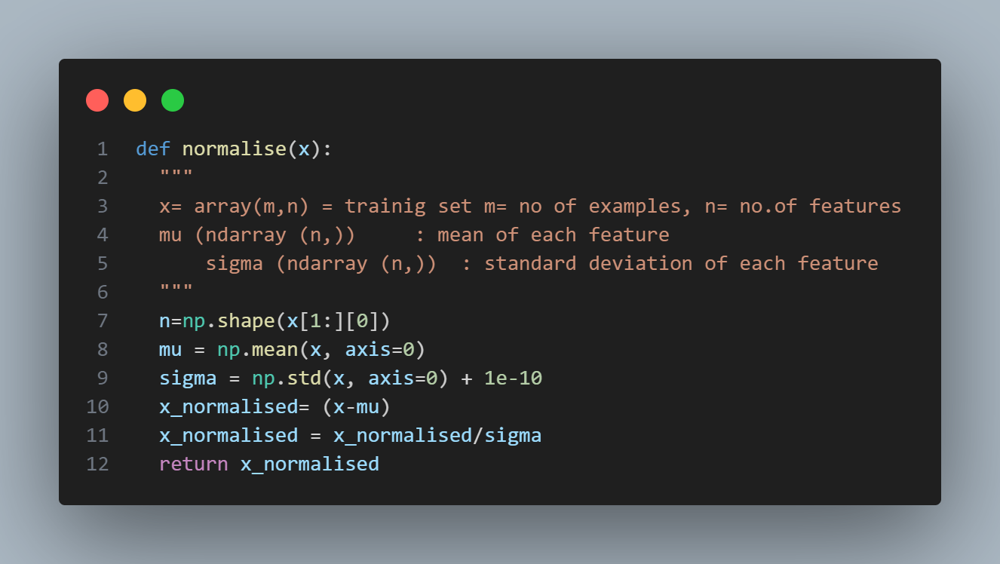 1 def normalise(x):
2 """
3 x= array(m,n) = trainig set m= no of examples, n= no.of features
4 mu (ndarray (n,))     : mean of each feature
5 sigma (ndarray (n,))  : standard deviation of each feature
6 """
7 n=np.shape(x[1:][0])
8 mu = np.mean(x, axis=0)
9 sigma = np.std(x, axis=0) + 1e-10
10 x_normalised= (x-mu)
11 x_normalised = x_normalised/sigma
12 return x_normalised